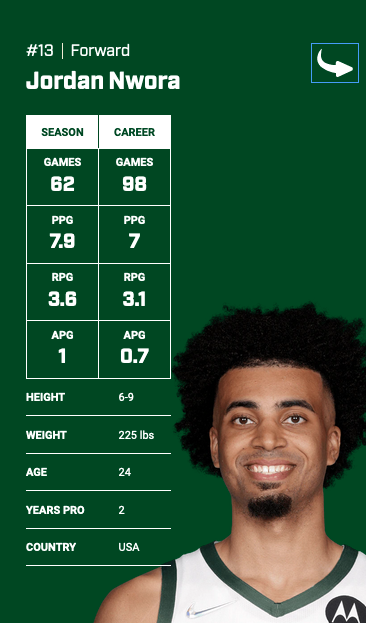 #13 | Forward
Jordan Nwora
SEASON CAREER
GAMES GAMES
62 98
PPG PPG
7.9 7
RPG RPG
3.6 3.1
APG APG
1 0.7
HEIGHT 6-9
WEIGHT 225 lbs
AGE 24
YEARS PRO 2
COUNTRY USA